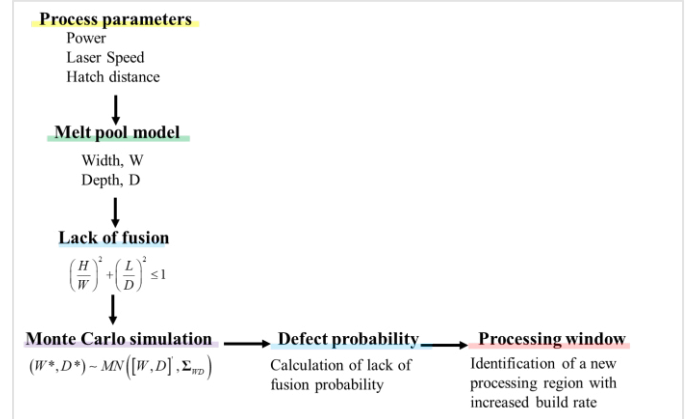 Process parameters
Power
Laser Speed
Hatch distance
Melt pool model
Width, W
Depth, D
Lack of fusion
(H/W)² + (L/D)² ≤ 1
Monte Carlo simulation
(W*, D*) ~ MN([W, D]', Σ_WD)
Defect probability
Calculation of lack of
fusion probability
Processing window
Identification of a new
processing region with
increased build rate